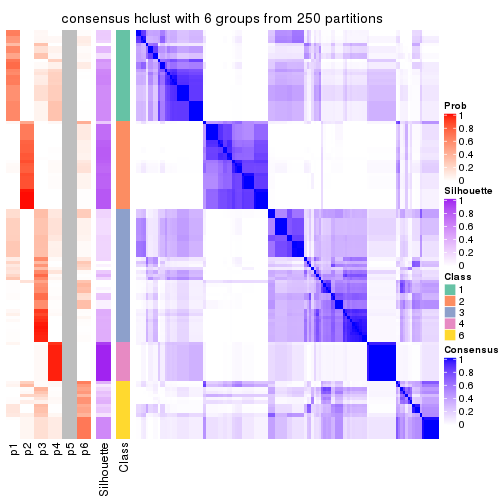 consensus hclust with 6 groups from 250 partitions
Prob
1
0.8
0.6
0.4
0.2
0
Silhouette
1
0.8
0.6
0.4
0.2
0
Class
1
2
3
4
6
Consensus
1
0.8
0.6
0.4
0.2
0
p1
p2
p3
p4
p5
p6
Silhouette
Class